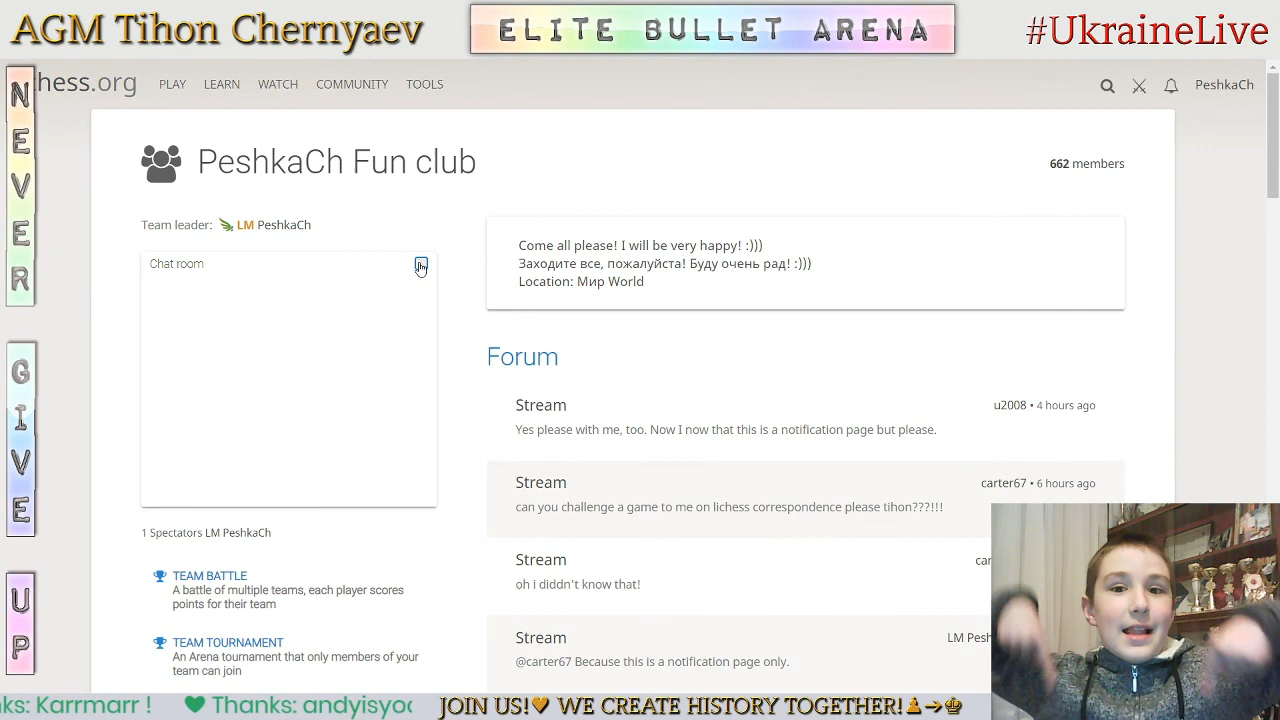 AGM Tihon Chernyaev
ELITE BULLET ARENA
#UkraineLive
NEVER
GIVE
UP
hess.org
PLAY LEARN WATCH COMMUNITY TOOLS
PeshkaCh
PeshkaCh Fun club
662 members
Team leader: LM PeshkaCh
Chat room
Come all please! I will be very happy! :)))
Заходите все, пожалуйста! Буду очень рад! :)))
Location: Мир World
Forum
Stream
u2008 • 4 hours ago
Yes please with me, too. Now I now that this is a notification page but please.
Stream
carter67 • 6 hours ago
can you challenge a game to me on lichess correspondence please tihon???!!!
1 Spectators LM PeshkaCh
Stream
car
oh i diddn't know that!
TEAM BATTLE
A battle of multiple teams, each player scores
points for their team
Stream
LM Pesh
@carter67 Because this is a notification page only.
TEAM TOURNAMENT
An Arena tournament that only members of your
team can join
ks: Karrmarr ! Thanks: andyisyo
JOIN US! WE CREATE HISTORY TOGETHER!